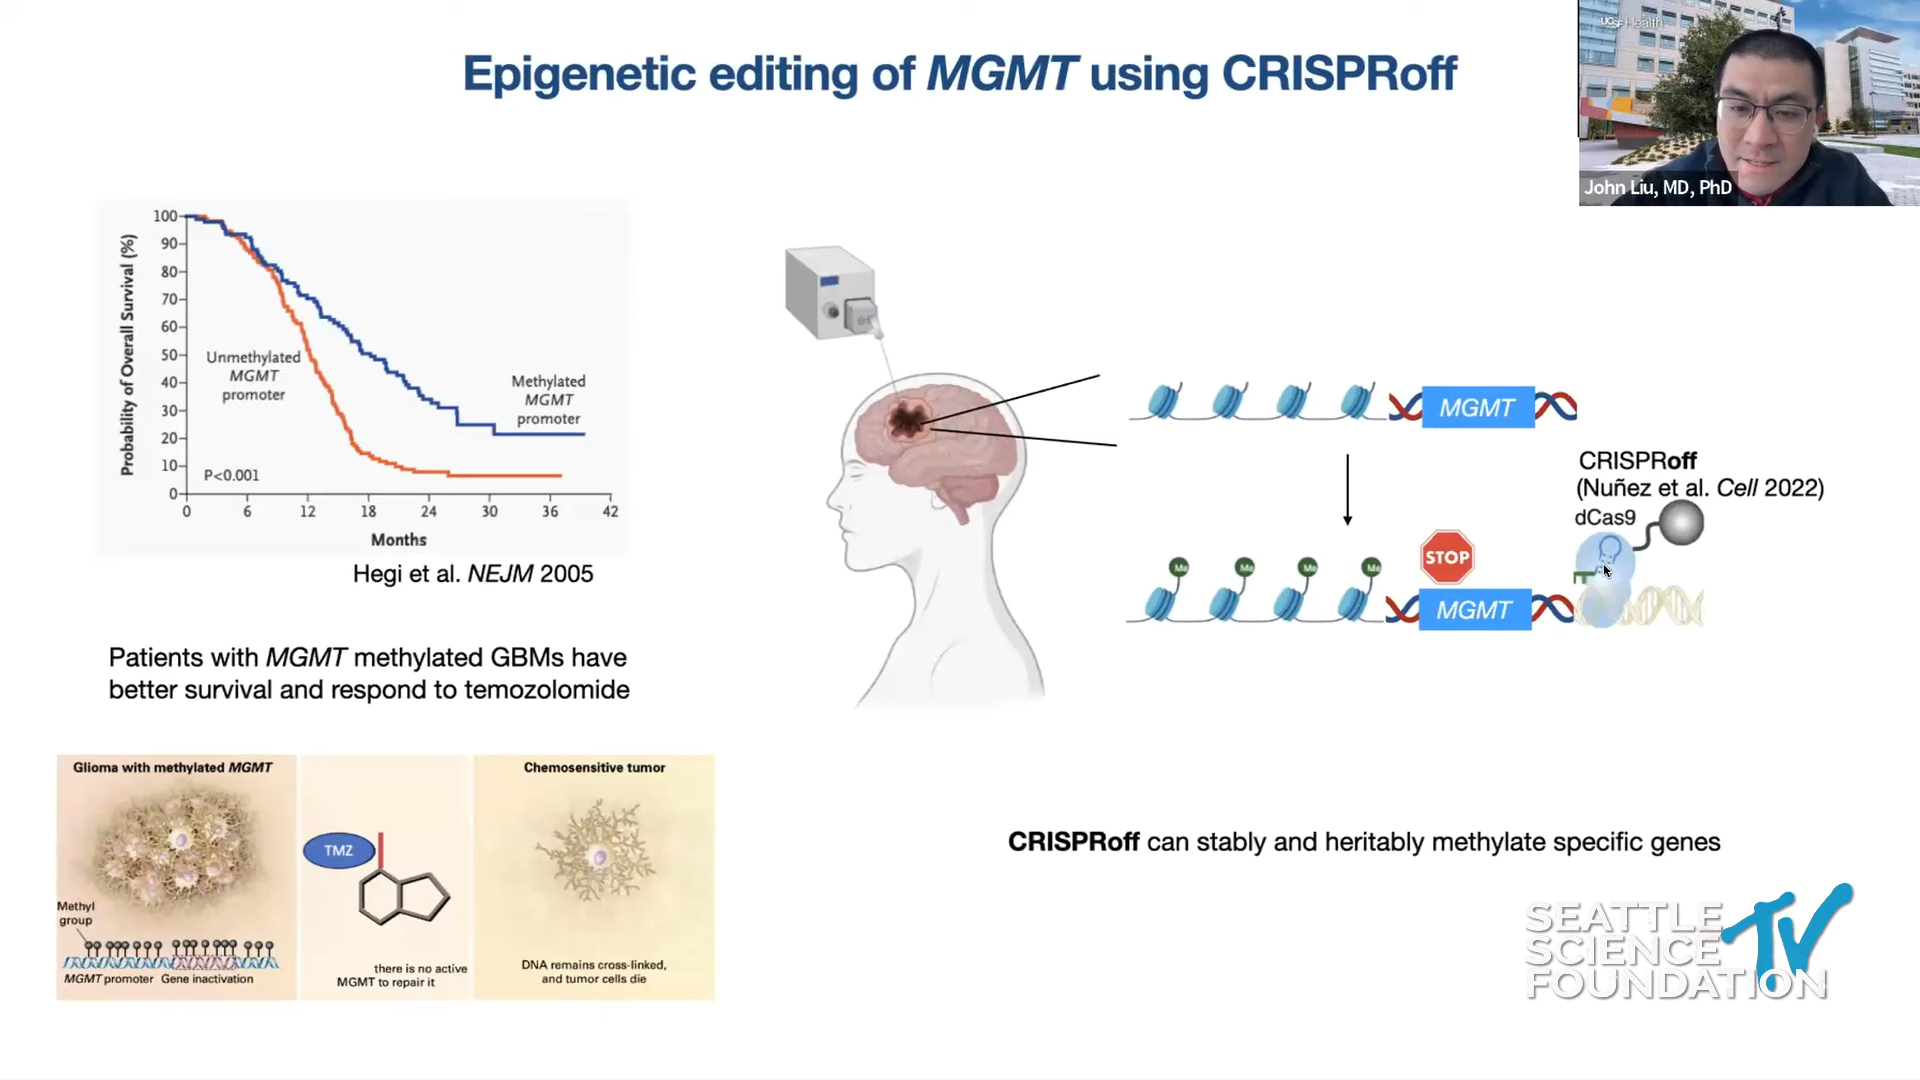 Epigenetic editing of MGMT using CRISPRoff
UCSF Health
John Liu, MD, PhD
Probability of Overall Survival (%)
100
90
80
70
60
50
40
30
20
10
0
Unmethylated
MGMT
promoter
Methylated
MGMT
promoter
P<0.001
0 6 12 18 24 30 36 42
Months
Hegi et al. NEJM 2005
Patients with MGMT methylated GBMs have
better survival and respond to temozolomide
MGMT
CRISPRoff
(Nuñez et al. Cell 2022)
dCas9
STOP
Me Me Me Me
MGMT
Glioma with methylated MGMT
Methyl
group
MGMT promoter Gene inactivation
TMZ
there is no active
MGMT to repair it
Chemosensitive tumor
DNA remains cross-linked,
and tumor cells die
CRISPRoff can stably and heritably methylate specific genes
SEATTLE
SCIENCE
FOUNDATION
TV